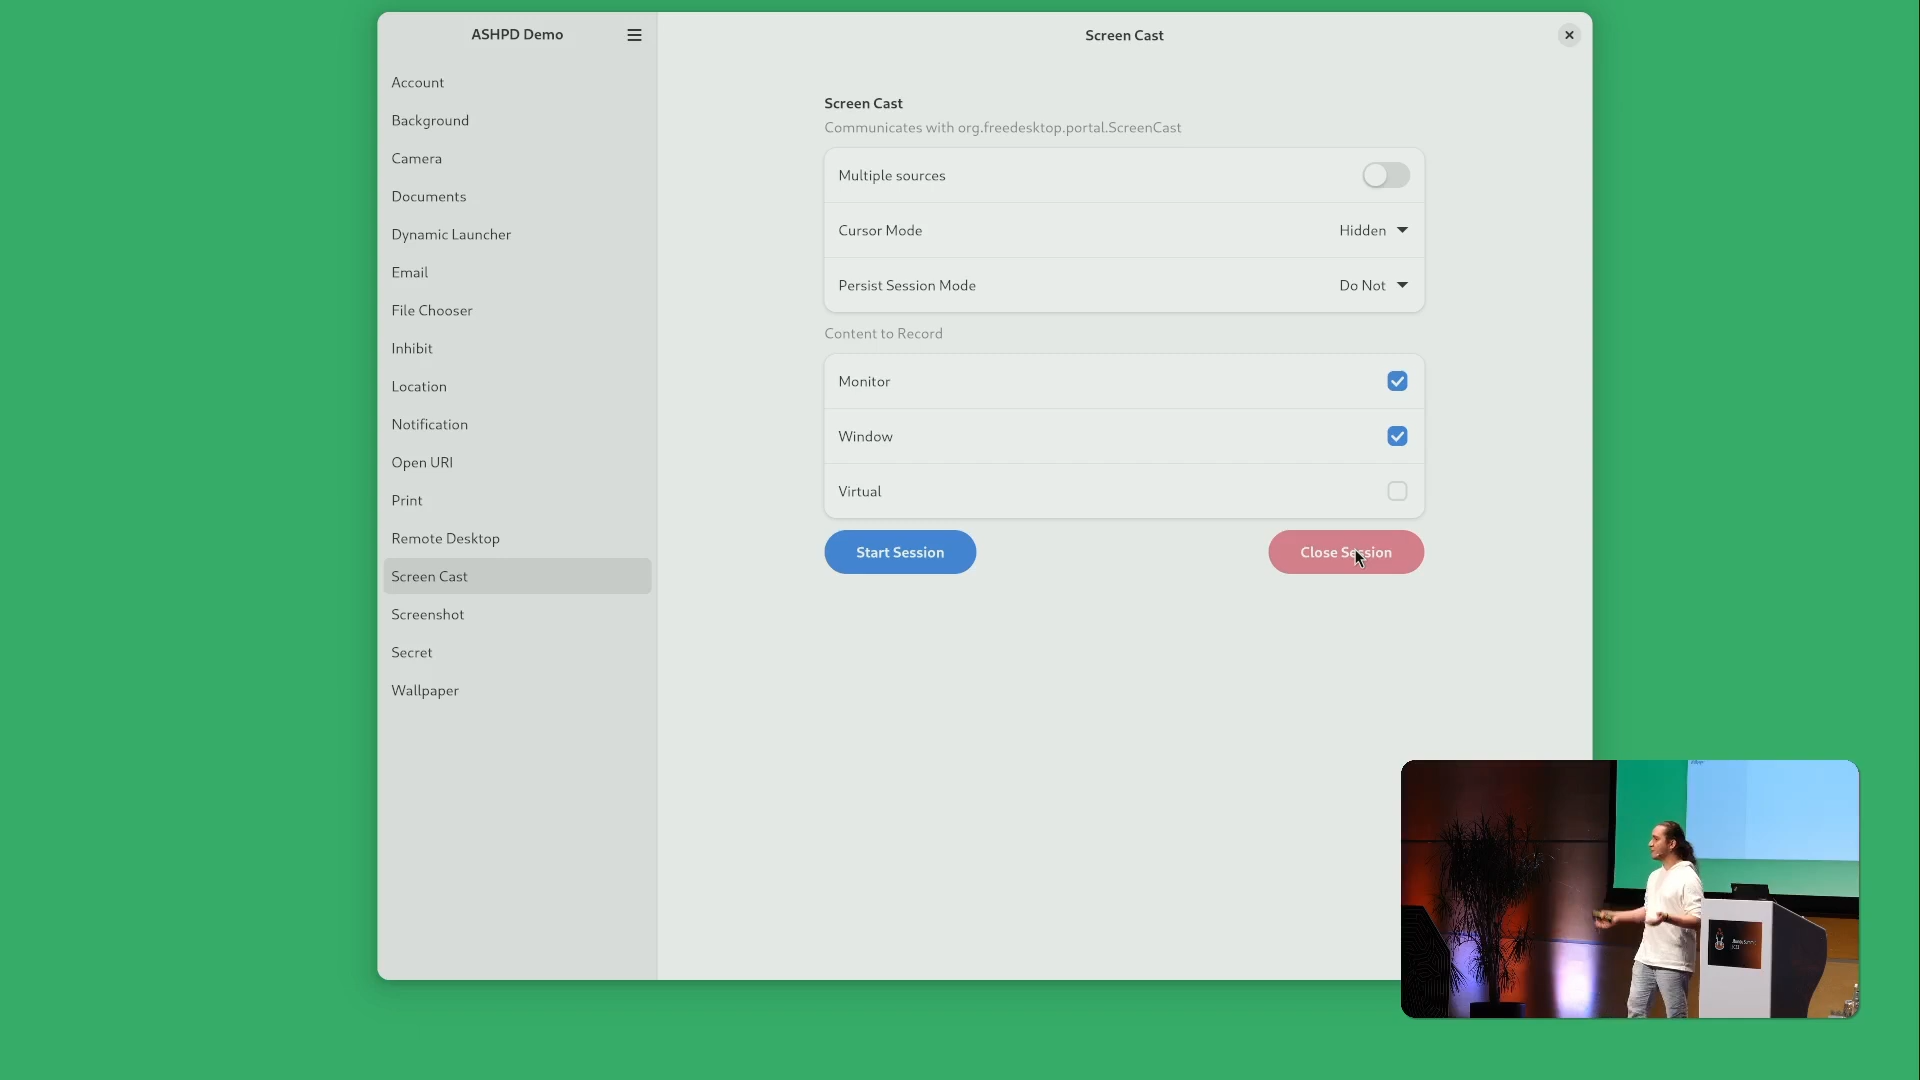 ASHPD Demo
Account
Background
Camera
Documents
Dynamic Launcher
Email
File Chooser
Inhibit
Location
Notification
Open URI
Print
Remote Desktop
Screen Cast
Screenshot
Secret
Wallpaper
Screen Cast
Screen Cast
Communicates with org.freedesktop.portal.ScreenCast
Multiple sources
Cursor Mode Hidden
Persist Session Mode Do Not
Content to Record
Monitor
Window
Virtual
Start Session Close Session